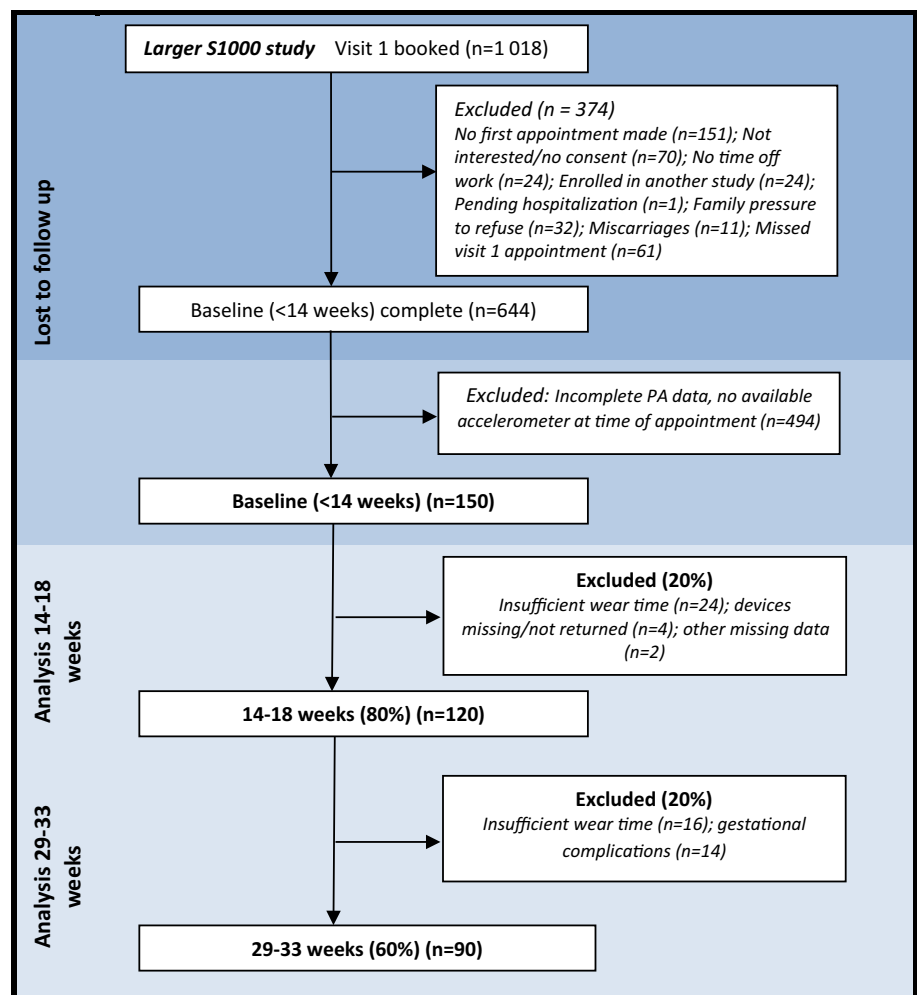 Larger S1000 study Visit 1 booked (n=1 018)
Excluded (n = 374)
No first appointment made (n=151); Not
interested/no consent (n=70); No time off
work (n=24); Enrolled in another study (n=24);
Pending hospitalization (n=1); Family pressure
to refuse (n=32); Miscarriages (n=11); Missed
visit 1 appointment (n=61)
Lost to follow up
Baseline (<14 weeks) complete (n=644)
Excluded: Incomplete PA data, no available
accelerometer at time of appointment (n=494)
Baseline (<14 weeks) (n=150)
Analysis 14-18
weeks
Excluded (20%)
Insufficient wear time (n=24); devices
missing/not returned (n=4); other missing data
(n=2)
14-18 weeks (80%) (n=120)
Analysis 29-33
weeks
Excluded (20%)
Insufficient wear time (n=16); gestational
complications (n=14)
29-33 weeks (60%) (n=90)